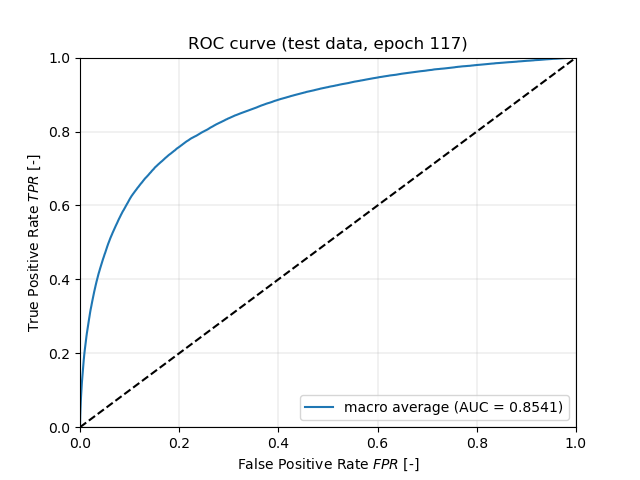 ROC curve (test data, epoch 117)
1.0
0.8
0.6
0.4
0.2
0.0
True Positive Rate TPR [-]
macro average (AUC = 0.8541)
0.0 0.2 0.4 0.6 0.8 1.0
False Positive Rate FPR [-]